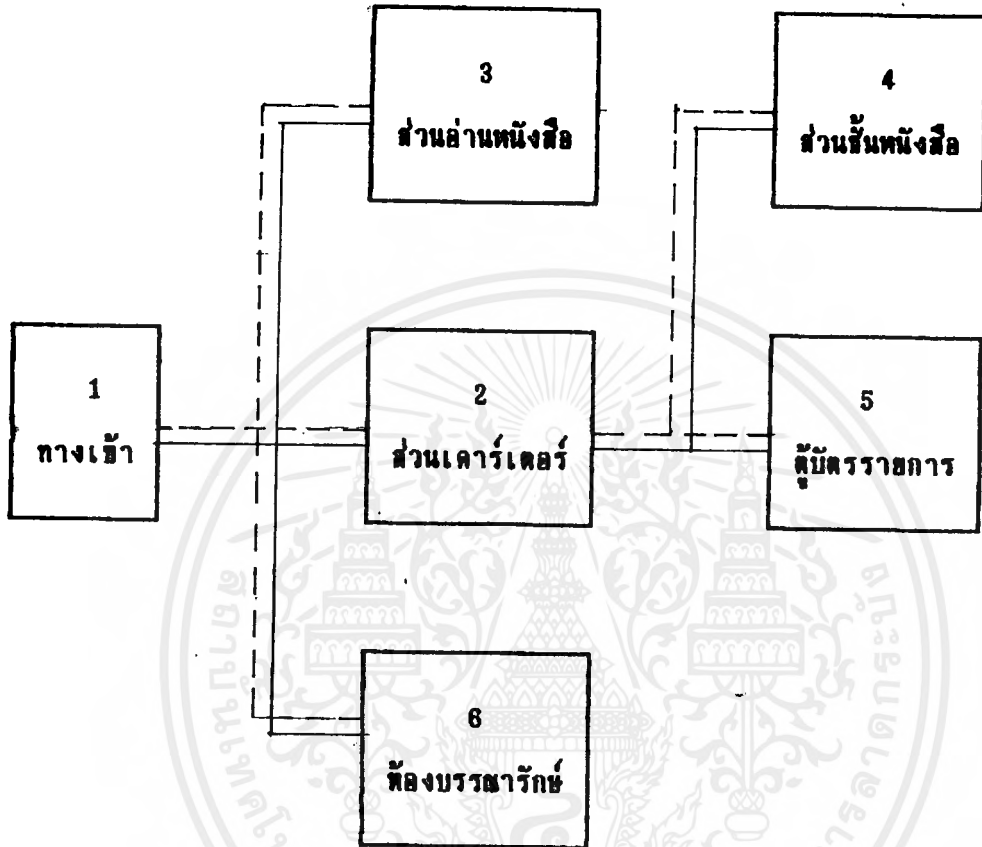 3
ส่วนอ่านหนังสือ
4
ส่วนชั้นหนังสือ
1
ทางเข้า
2
ส่วนเคาร์เตอร์
5
ตู้บัตรรายการ
6
ห้องบรรณารักษ์